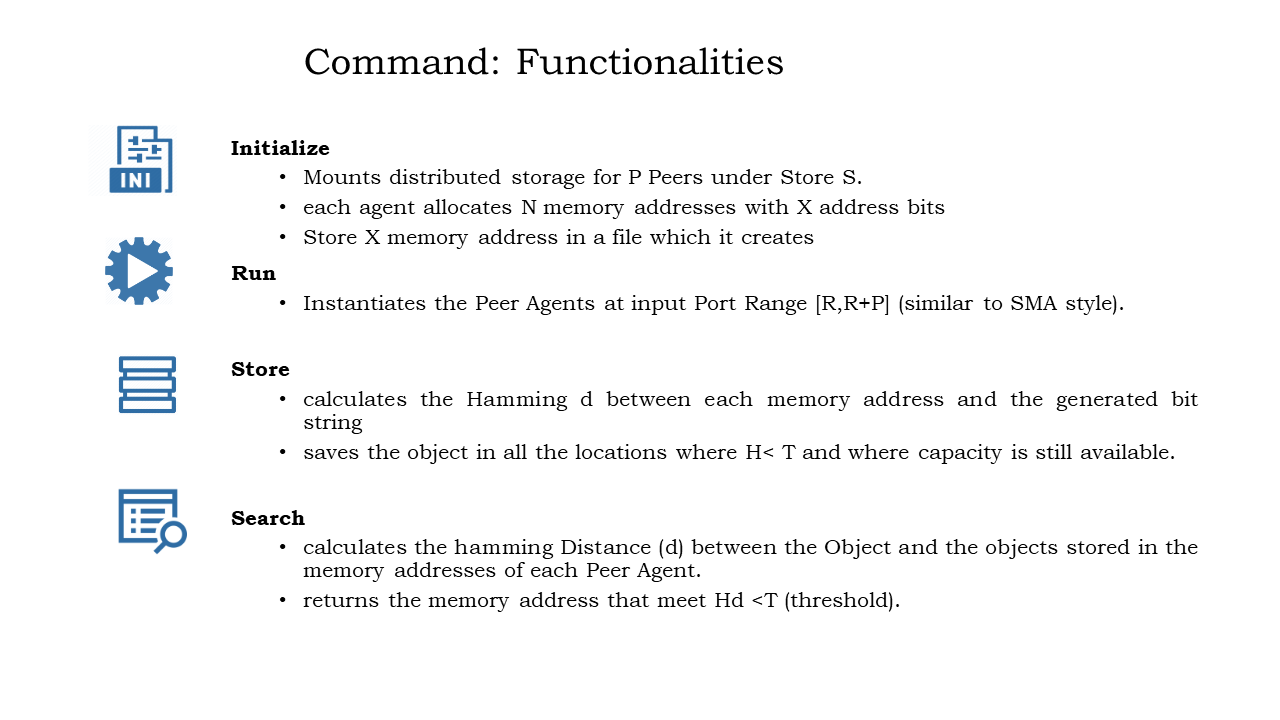 Command: Functionalities
INI
Initialize
• Mounts distributed storage for P Peers under Store S.
• each agent allocates N memory addresses with X address bits
• Store X memory address in a file which it creates
Run
• Instantiates the Peer Agents at input Port Range [R,R+P] (similar to SMA style).
Store
• calculates the Hamming d between each memory address and the generated bit
string
• saves the object in all the locations where H< T and where capacity is still available.
Search
• calculates the hamming Distance (d) between the Object and the objects stored in the
memory addresses of each Peer Agent.
• returns the memory address that meet Hd <T (threshold).